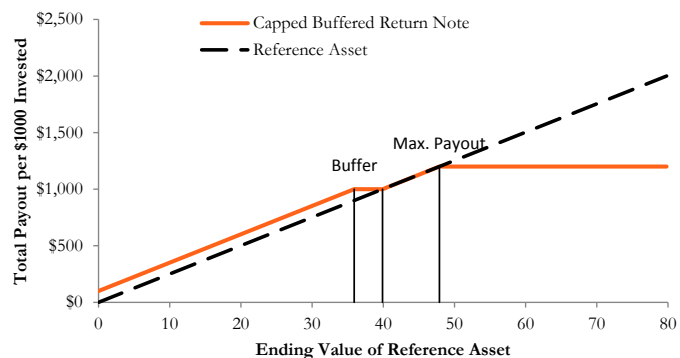 $2,500
Capped Buffered Return Note
Reference Asset
$2,000
$1,500
Max. Payout
Buffer
$1,000
$500
$0
0 10 20 30 40 50 60 70 80
Total Payout per $1000 Invested
Ending Value of Reference Asset